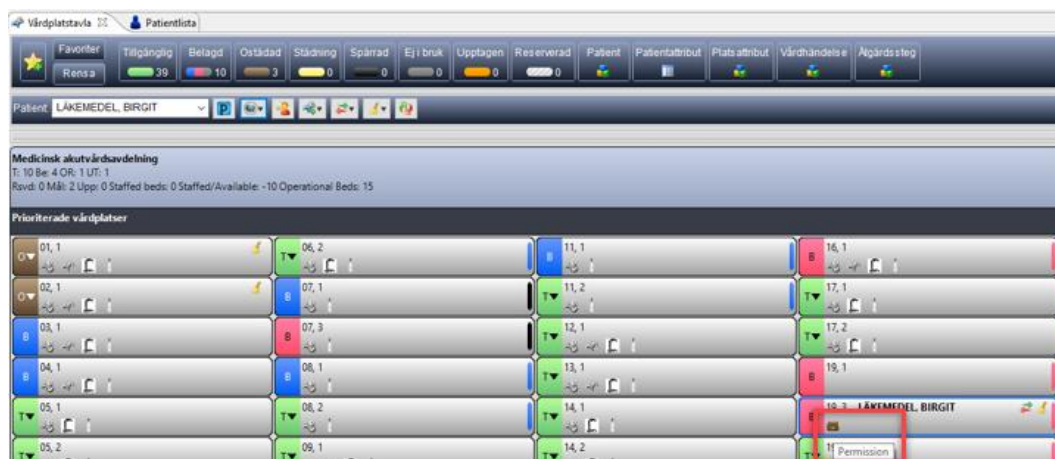 Vårdplatstavla Patientlista
Favoriter Tillgänglig Belagd Ostädad Städning Spärrad Ej i bruk Upptagen Reserverad Patient Patientattribut Platsattribut Vårdhändelse Åtgärdssteg
Rensa 39 10 3 0 0 0 0 0
Patient LÄKEMEDEL, BIRGIT P
Medicinsk akutvårdsavdelning
T: 10 Be: 4 OR: 1 UT: 1
Rsvd: 0 Mål: 2 Upp: 0 Staffed beds: 0 Staffed/Available: -10 Operational Beds: 15
Prioriterade vårdplatser
O 01, 1 T 06, 2 B 11, 1 B 16, 1
O 02, 1 B 07, 1 T 11, 2 T 17, 1
B 03, 1 B 07, 3 T 12, 1 T 17, 2
B 04, 1 B 08, 1 T 13, 1 B 19, 1
T 05, 1 T 08, 2 T 14, 1 B 19, 3 LÄKEMEDEL, BIRGIT
T 05, 2 T 09, 1 T 14, 2 T
Permission